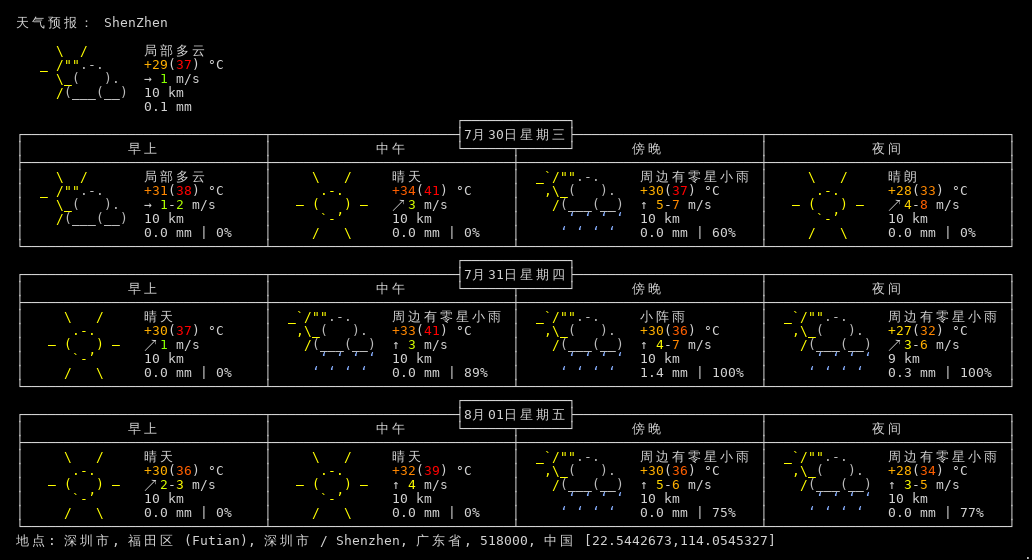 天气预报： ShenZhen
局部多云
+29(37) °C
→ 1 m/s
10 km
0.1 mm
7月30日星期三
早上 中午 傍晚 夜间
局部多云 晴天 周边有零星小雨 晴朗
+31(38) °C +34(41) °C +30(37) °C +28(33) °C
→ 1-2 m/s ↗ 3 m/s ↑ 5-7 m/s ↗ 4-8 m/s
10 km 10 km 10 km 10 km
0.0 mm | 0% 0.0 mm | 0% 0.0 mm | 60% 0.0 mm | 0%
7月31日星期四
早上 中午 傍晚 夜间
晴天 周边有零星小雨 小阵雨 周边有零星小雨
+30(37) °C +33(41) °C +30(36) °C +27(32) °C
↗ 1 m/s ↑ 3 m/s ↑ 4-7 m/s ↗ 3-6 m/s
10 km 10 km 10 km 9 km
0.0 mm | 0% 0.0 mm | 89% 1.4 mm | 100% 0.3 mm | 100%
8月01日星期五
早上 中午 傍晚 夜间
晴天 晴天 周边有零星小雨 周边有零星小雨
+30(36) °C +32(39) °C +30(36) °C +28(34) °C
↗ 2-3 m/s ↑ 4 m/s ↑ 5-6 m/s ↑ 3-5 m/s
10 km 10 km 10 km 10 km
0.0 mm | 0% 0.0 mm | 0% 0.0 mm | 75% 0.0 mm | 77%
地点: 深圳市, 福田区 (Futian), 深圳市 / Shenzhen, 广东省, 518000, 中国 [22.5442673,114.0545327]